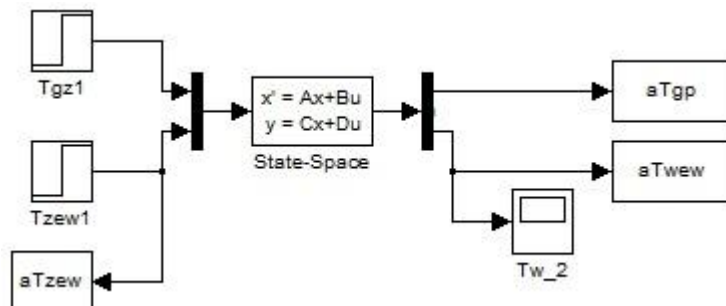 Tgz1
Tzew1
aTzew
x' = Ax+Bu
y = Cx+Du
State-Space
aTgp
aTwew
Tw_2